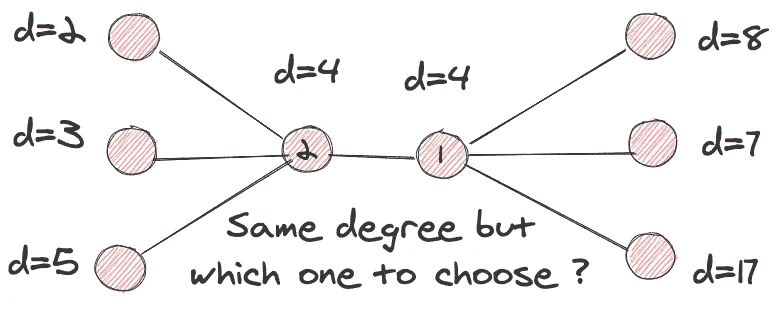 d=2
d=4
d=4
d=8
d=3
2
1
d=7
Same degree but
which one to choose ?
d=5
d=17